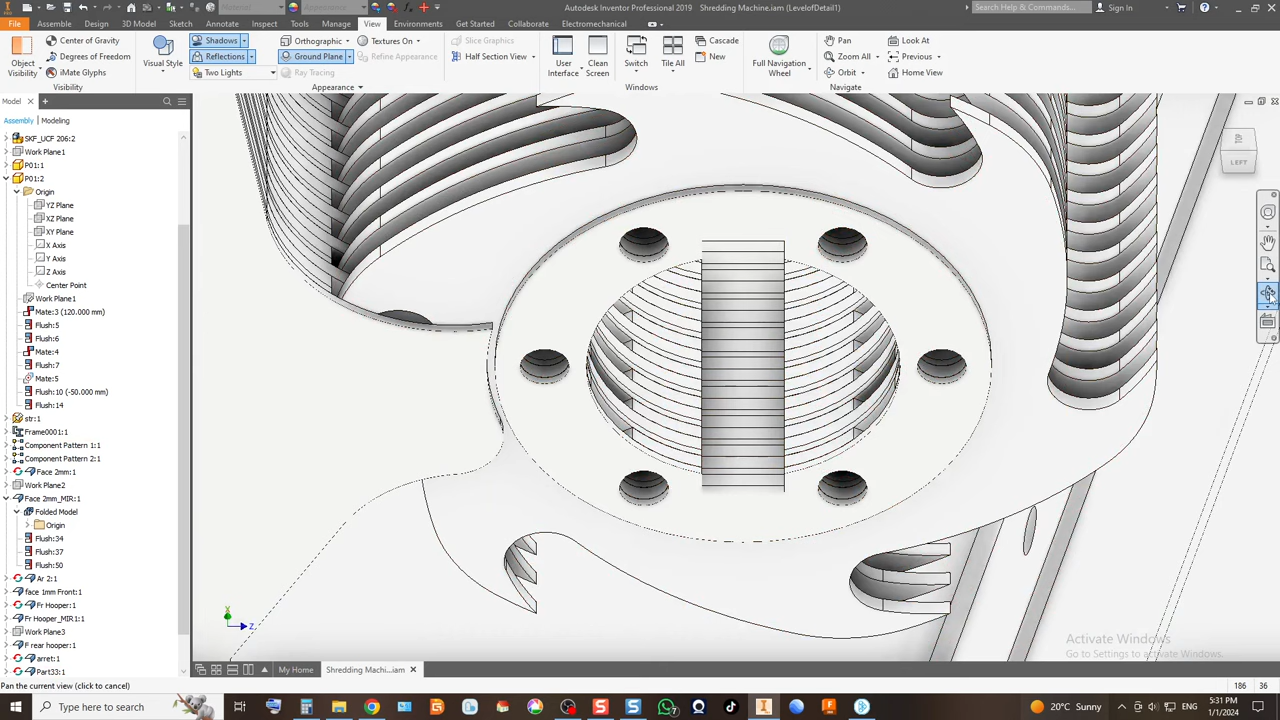 Material
Appearance
Autodesk Inventor Professional 2019 Shredding Machine.iam (LevelofDetail1)
Search Help & Commands...
Sign In
File
Assemble
Design
3D Model
Sketch
Annotate
Inspect
Tools
Manage
View
Environments
Get Started
Collaborate
Electromechanical
Object Visibility
Center of Gravity
Degrees of Freedom
iMate Glyphs
Visibility
Visual Style
Shadows
Reflections
Two Lights
Orthographic
Ground Plane
Ray Tracing
Textures On
Refine Appearance
Appearance
Slice Graphics
Half Section View
User Interface
Clean Screen
Switch
Tile All
Cascade
New
Windows
Full Navigation Wheel
Pan
Zoom All
Orbit
Look At
Previous
Home View
Navigate
Model
Assembly
Modeling
SKF_UCF 206:2
Work Plane1
P01:1
P01:2
Origin
YZ Plane
XZ Plane
XY Plane
X Axis
Y Axis
Z Axis
Center Point
Work Plane1
Mate:3 (120.000 mm)
Flush:5
Flush:6
Mate:4
Flush:7
Mate:5
Flush:10 (-50.000 mm)
Flush:14
str:1
Frame0001:1
Component Pattern 1:1
Component Pattern 2:1
Face 2mm:1
Work Plane2
Face 2mm_MIR:1
Folded Model
Origin
Flush:34
Flush:37
Flush:50
Ar 2:1
face 1mm Front:1
Fr Hooper:1
Fr Hooper_MIR1:1
Work Plane3
F rear hooper:1
arret:1
Part33:1
LEFT
Z
Activate Windows
Go to Settings to activate Windows.
My Home
Shredding Machi...iam
Pan the current view (click to cancel)
186
36
Type here to search
20°C Sunny
ENG
5:31 PM
1/1/2024